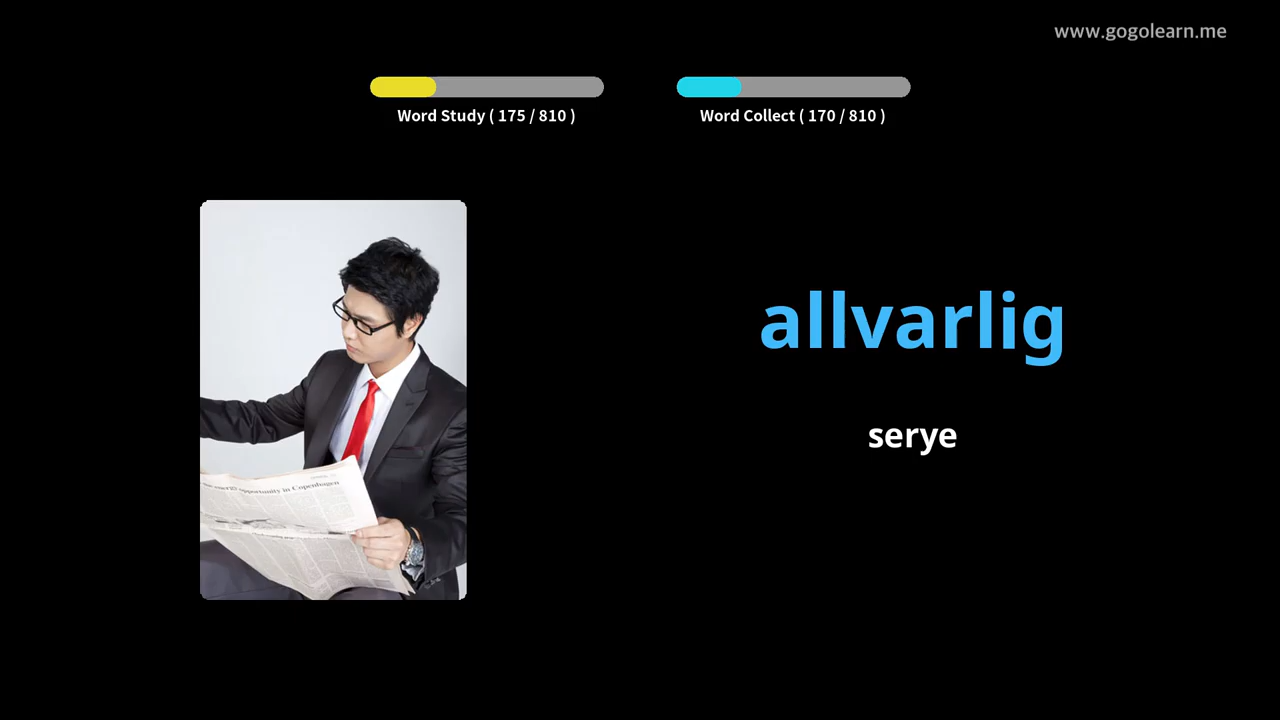 www.gogolearn.me
Word Study ( 175 / 810 )
Word Collect ( 170 / 810 )
allvarlig
serye
opportunity in Copenhagen